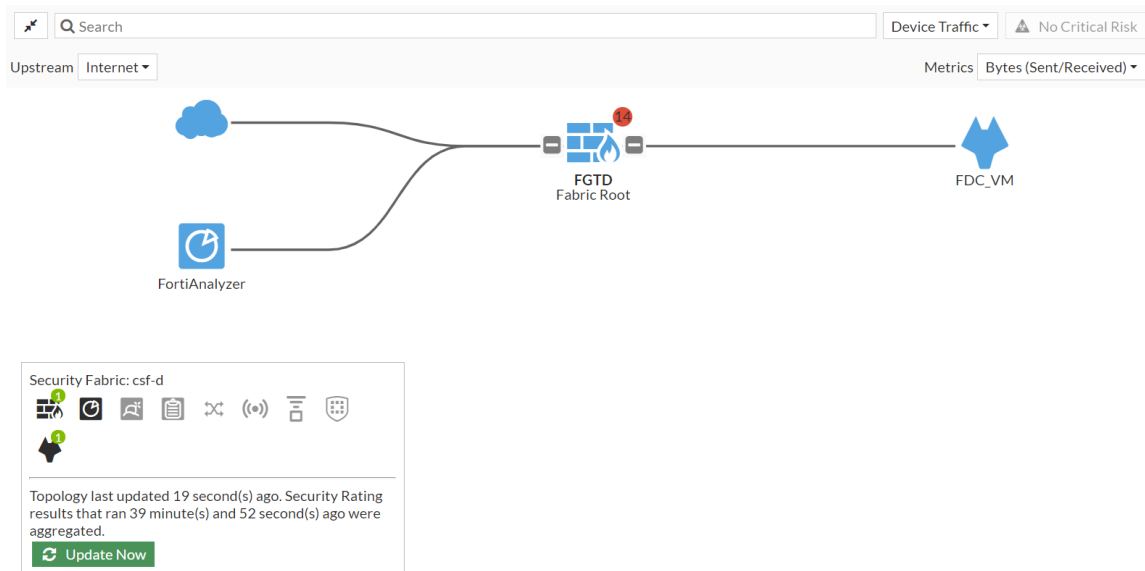 Search
Device Traffic
No Critical Risk
Upstream
Internet
Metrics
Bytes (Sent/Received)
14
FGTD
Fabric Root
FDC_VM
FortiAnalyzer
Security Fabric: csf-d
1
1
Topology last updated 19 second(s) ago. Security Rating
results that ran 39 minute(s) and 52 second(s) ago were
aggregated.
Update Now